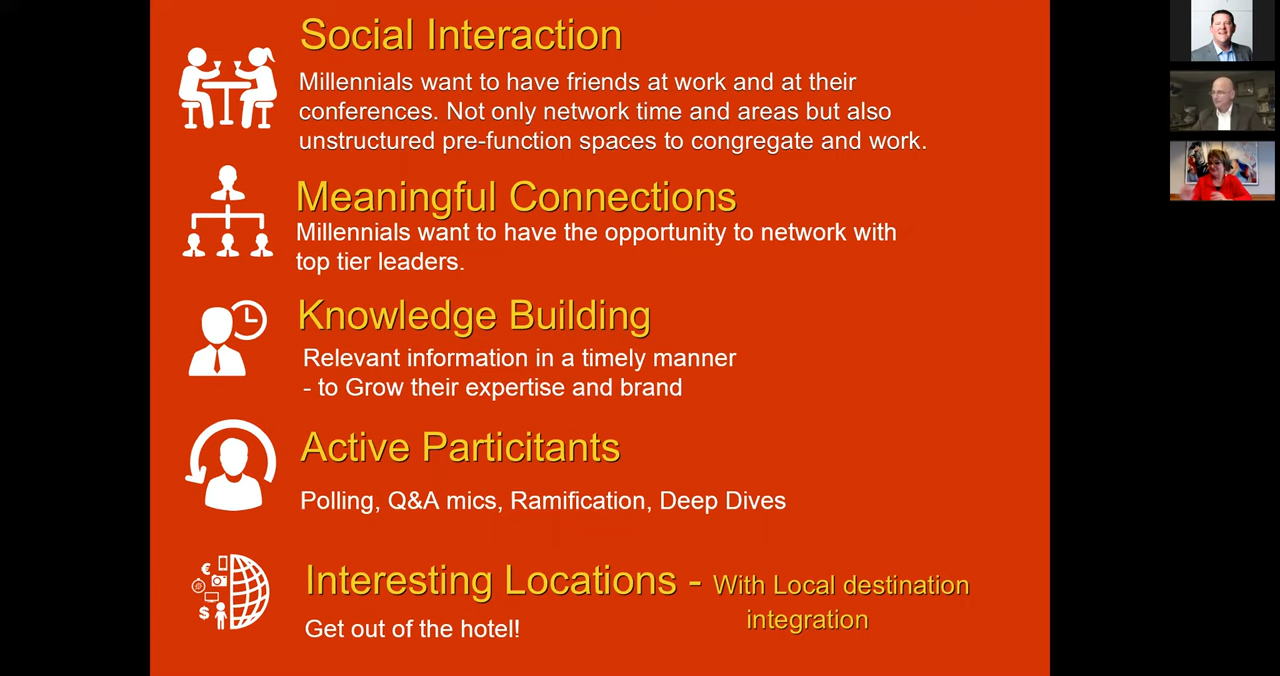 Social Interaction
Millennials want to have friends at work and at their
conferences. Not only network time and areas but also
unstructured pre-function spaces to congregate and work.
Meaningful Connections
Millennials want to have the opportunity to network with
top tier leaders.
Knowledge Building
Relevant information in a timely manner
- to Grow their expertise and brand
Active Particitants
Polling, Q&A mics, Ramification, Deep Dives
Interesting Locations - With Local destination
integration
Get out of the hotel!
€
$